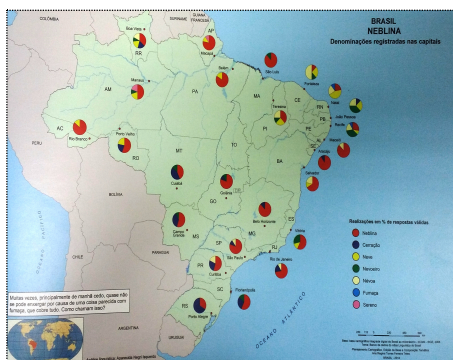 COLÔMBIA
SURINAME
GUIANA
FRANCESA
BRASIL
NEBLINA
Denominações registradas nas capitais
Boa Vista
RR
AP
Macapá
Belém
São Luís
Fortaleza
Manaus
AM
PA
MA
CE
Teresina
RN
Natal
PB
João Pessoa
PI
PE
Recife
AC
Rio Branco
Porto Velho
RO
AL
Maceió
SE
Aracaju
TO
MT
BA
Salvador
PERU
BOLÍVIA
Cuiabá
Goiânia
GO
DF
MG
Belo Horizonte
ES
Vitória
Campo
Grande
MS
SP
São Paulo
RJ
Rio de Janeiro
PARAGUAI
PR
Curitiba
SC
Florianópolis
RS
Porto Alegre
CHILE
ARGENTINA
URUGUAI
OCEANO PACÍFICO
OCEANO ATLÂNTICO
Realizações em % de respostas válidas.
Neblina
Cerração
Neve
Nevoeiro
Névoa
Fumaça
Sereno
Muitas vezes, principalmente de manhã cedo, quase não
se pode enxergar por causa de uma coisa parecida com
fumaça, que cobre tudo. Como chamam isso?